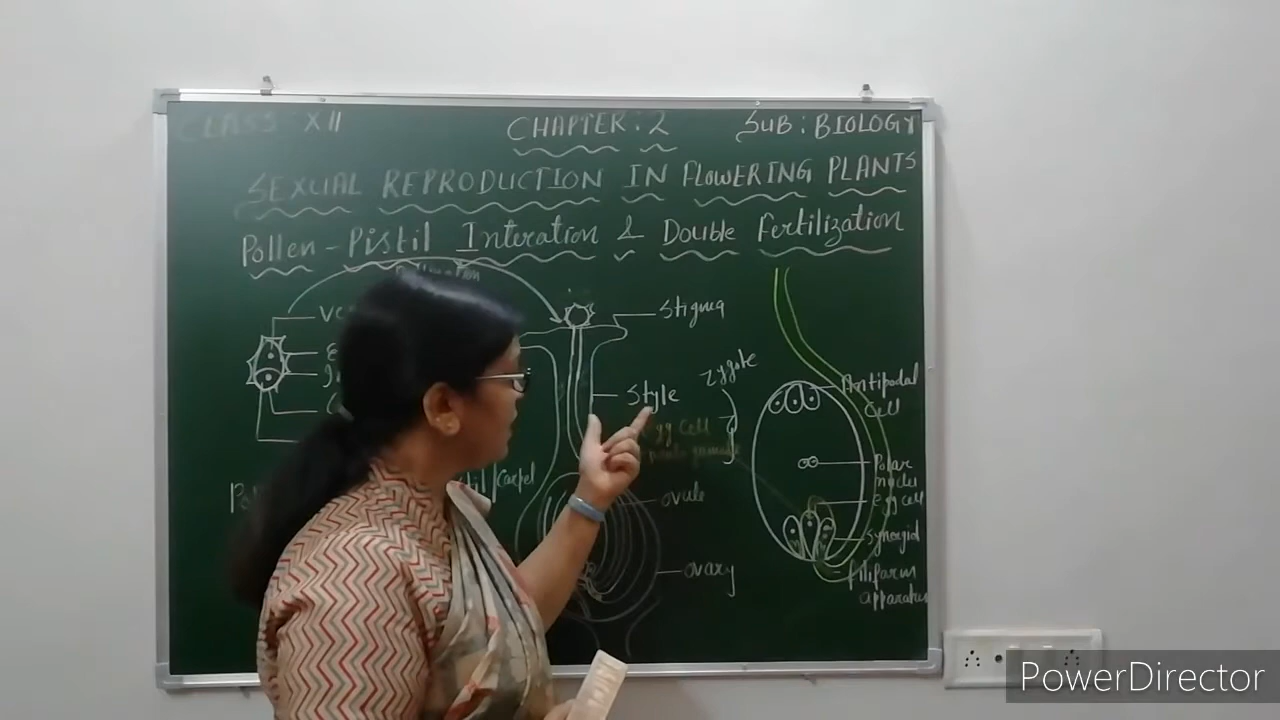 CLASS XII CHAPTER: 2 SUB: BIOLOGY
SEXUAL REPRODUCTION IN FLOWERING PLANTS
Pollen-Pistil Interation & Double Fertilization
Stigma
Style
Zygote
Egg cell
ovule
ovary
Antipodal
Cell
Polar
nuclei
egg cell
Synergid
filiform
apparatus
/carpel
PowerDirector